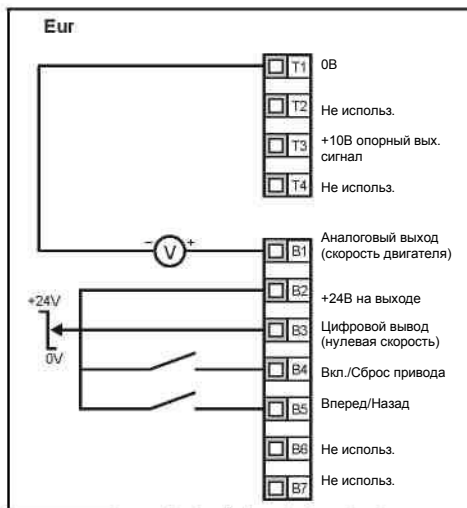 Eur
T1 0В
T2 Не использ.
T3 +10В опорный вых.
сигнал
T4 Не использ.
− V +
B1 Аналоговый выход
(скорость двигателя)
B2 +24В на выходе
+24V
B3 Цифровой вывод
(нулевая скорость)
0V
B4 Вкл./Сброс привода
B5 Вперед/Назад
B6 Не использ.
B7 Не использ.